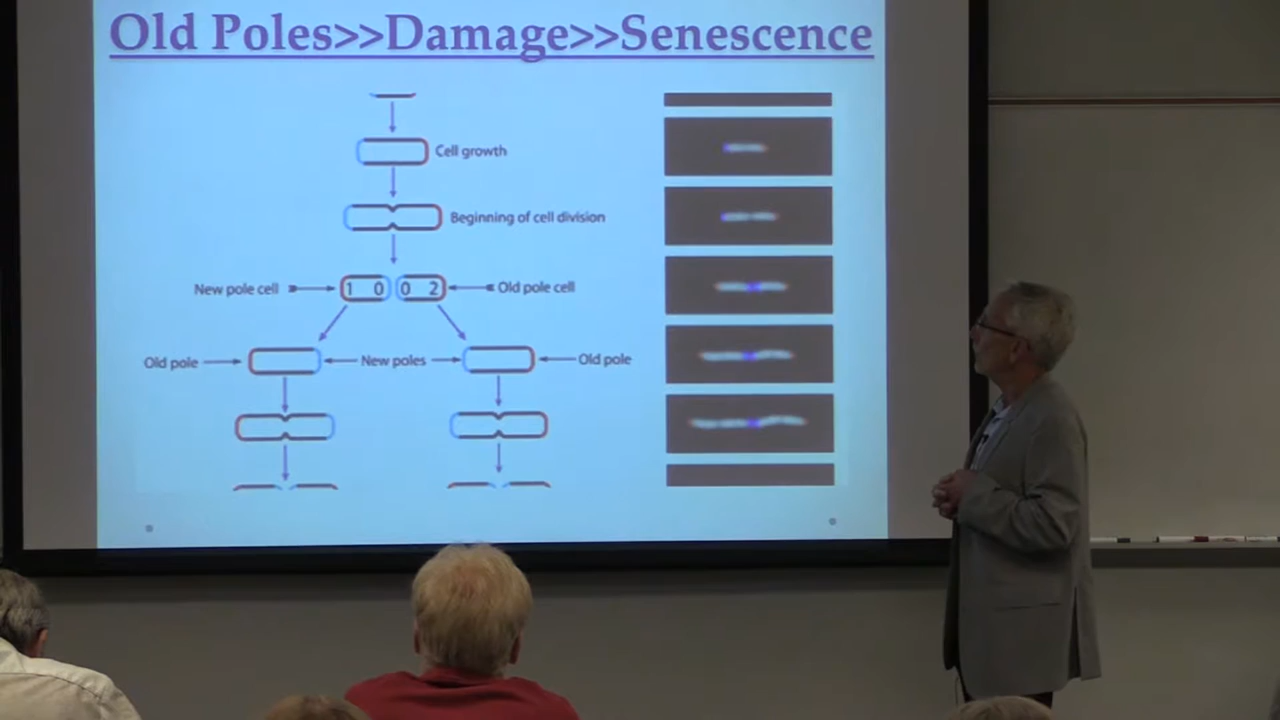 Old Poles>>Damage>>Senescence
Cell growth
Beginning of cell division
New pole cell
1 0 0 2
Old pole cell
Old pole
New poles
Old pole